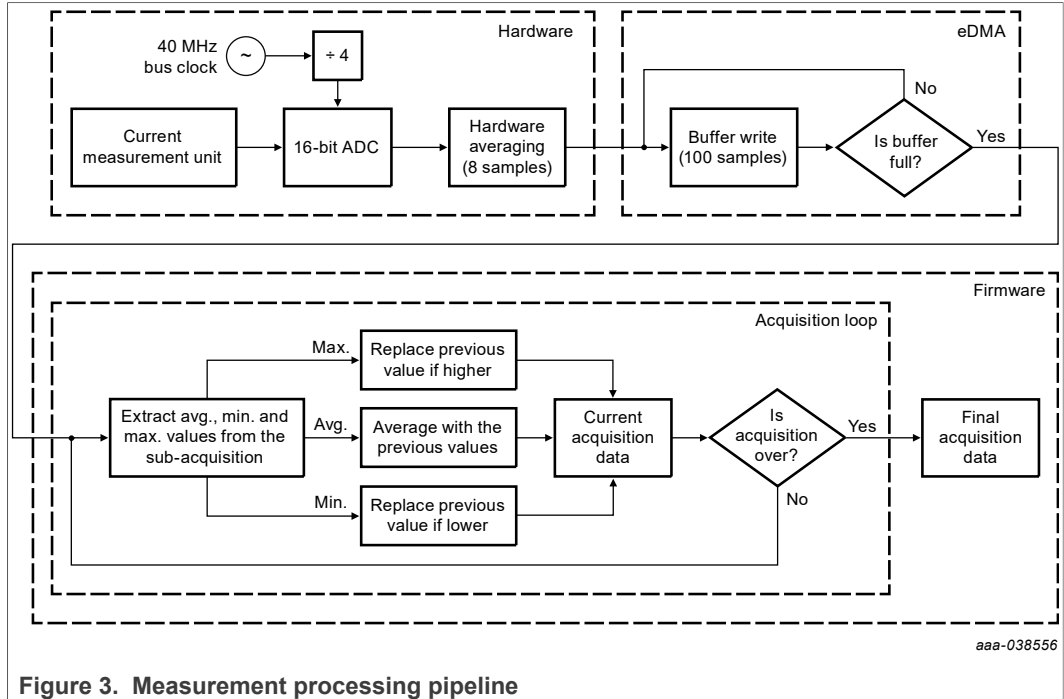 Hardware
eDMA
40 MHz
bus clock
~
÷ 4
Current
measurement unit
16-bit ADC
Hardware
averaging
(8 samples)
Buffer write
(100 samples)
Is buffer
full?
No
Yes
Firmware
Acquisition loop
Extract avg., min. and
max. values from the
sub-acquisition
Max.
Replace previous
value if higher
Avg.
Average with the
previous values
Min.
Replace previous
value if lower
Current
acquisition
data
Is
acquisition
over?
Yes
No
Final
acquisition
data
aaa-038556
Figure 3. Measurement processing pipeline